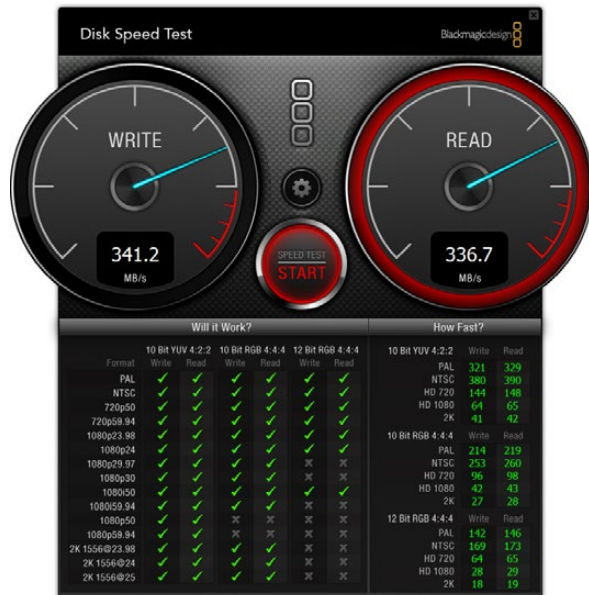 Disk Speed Test
Blackmagicdesign
WRITE
READ
341.2
MB/s
SPEED TEST
START
336.7
MB/s
Will it Work?
How Fast?
10 Bit YUV 4:2:2 10 Bit RGB 4:4:4 12 Bit RGB 4:4:4
Format Write Read Write Read Write Read
PAL ✓ ✓ ✓ ✓ ✓ ✓
NTSC ✓ ✓ ✓ ✓ ✓ ✓
720p50 ✓ ✓ ✓ ✓ ✓ ✓
720p59.94 ✓ ✓ ✓ ✓ ✓ ✓
1080p23.98 ✓ ✓ ✓ ✓ ✓ ✓
1080p24 ✓ ✓ ✓ ✓ ✓ ✓
1080p29.97 ✓ ✓ ✓ ✓ x x
1080p30 ✓ ✓ ✓ ✓ x x
1080i50 ✓ ✓ ✓ ✓ ✓ ✓
1080i59.94 ✓ ✓ ✓ ✓ x x
1080p50 ✓ ✓ x x x x
1080p59.94 ✓ ✓ x x x x
2K 1556@23.98 ✓ ✓ ✓ ✓ x x
2K 1556@24 ✓ ✓ ✓ ✓ x x
2K 1556@25 ✓ ✓ ✓ ✓ x x
10 Bit YUV 4:2:2 Write Read
PAL 321 329
NTSC 380 390
HD 720 144 148
HD 1080 64 65
2K 41 42
10 Bit RGB 4:4:4 Write Read
PAL 214 219
NTSC 253 260
HD 720 96 98
HD 1080 42 43
2K 27 28
12 Bit RGB 4:4:4 Write Read
PAL 142 146
NTSC 169 173
HD 720 64 65
HD 1080 28 29
2K 18 19